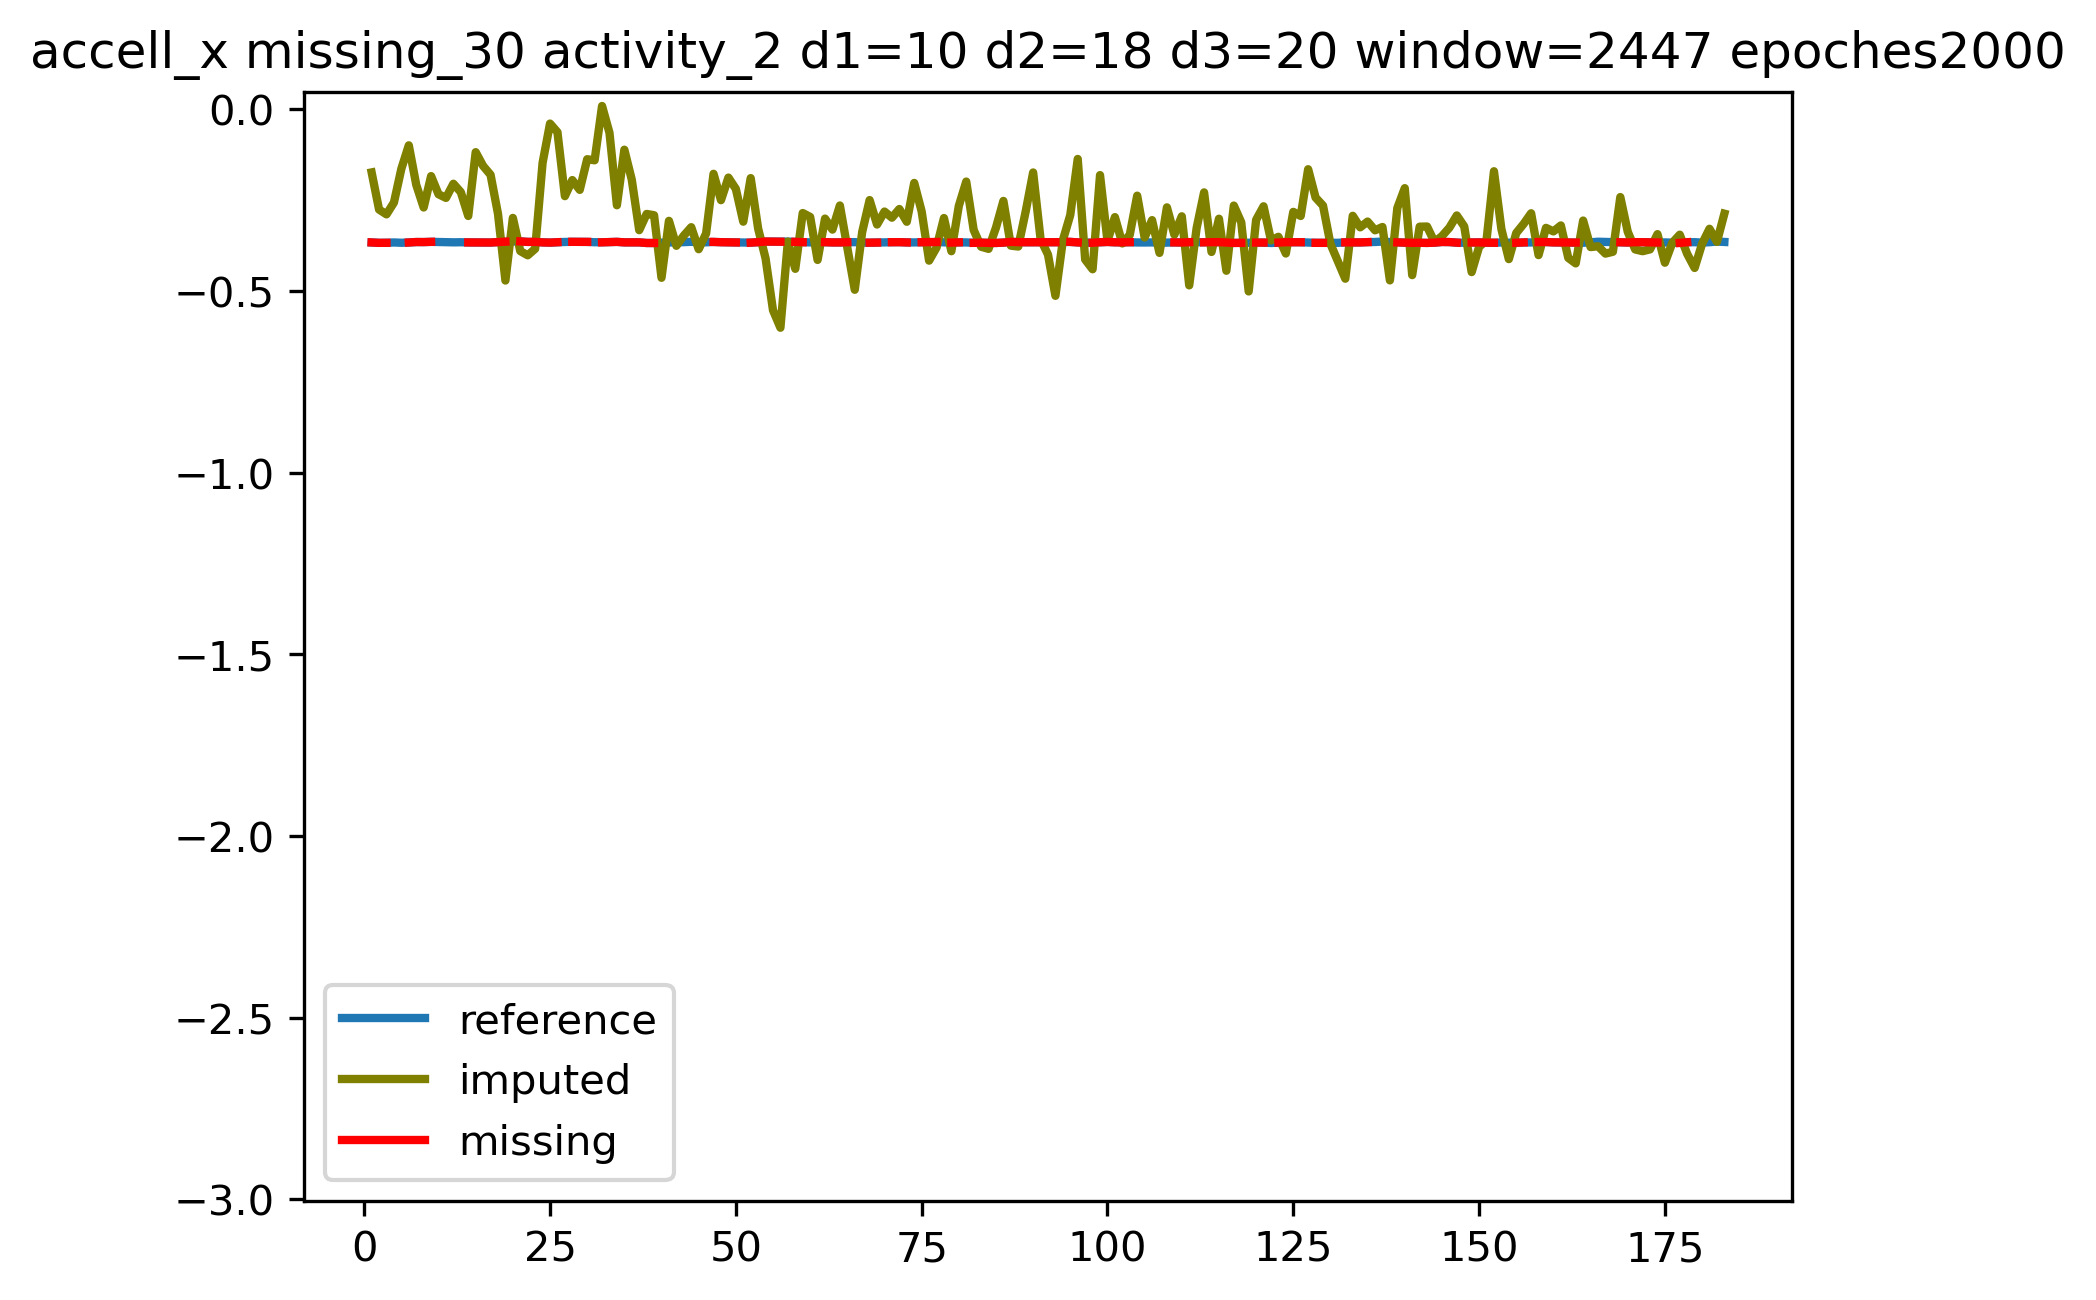 accell_x missing_30 activity_2 d1=10 d2=18 d3=20 window=2447 epoches2000
0.0
−0.5
−1.0
−1.5
−2.0
−2.5
−3.0
reference
imputed
missing
0 25 50 75 100 125 150 175